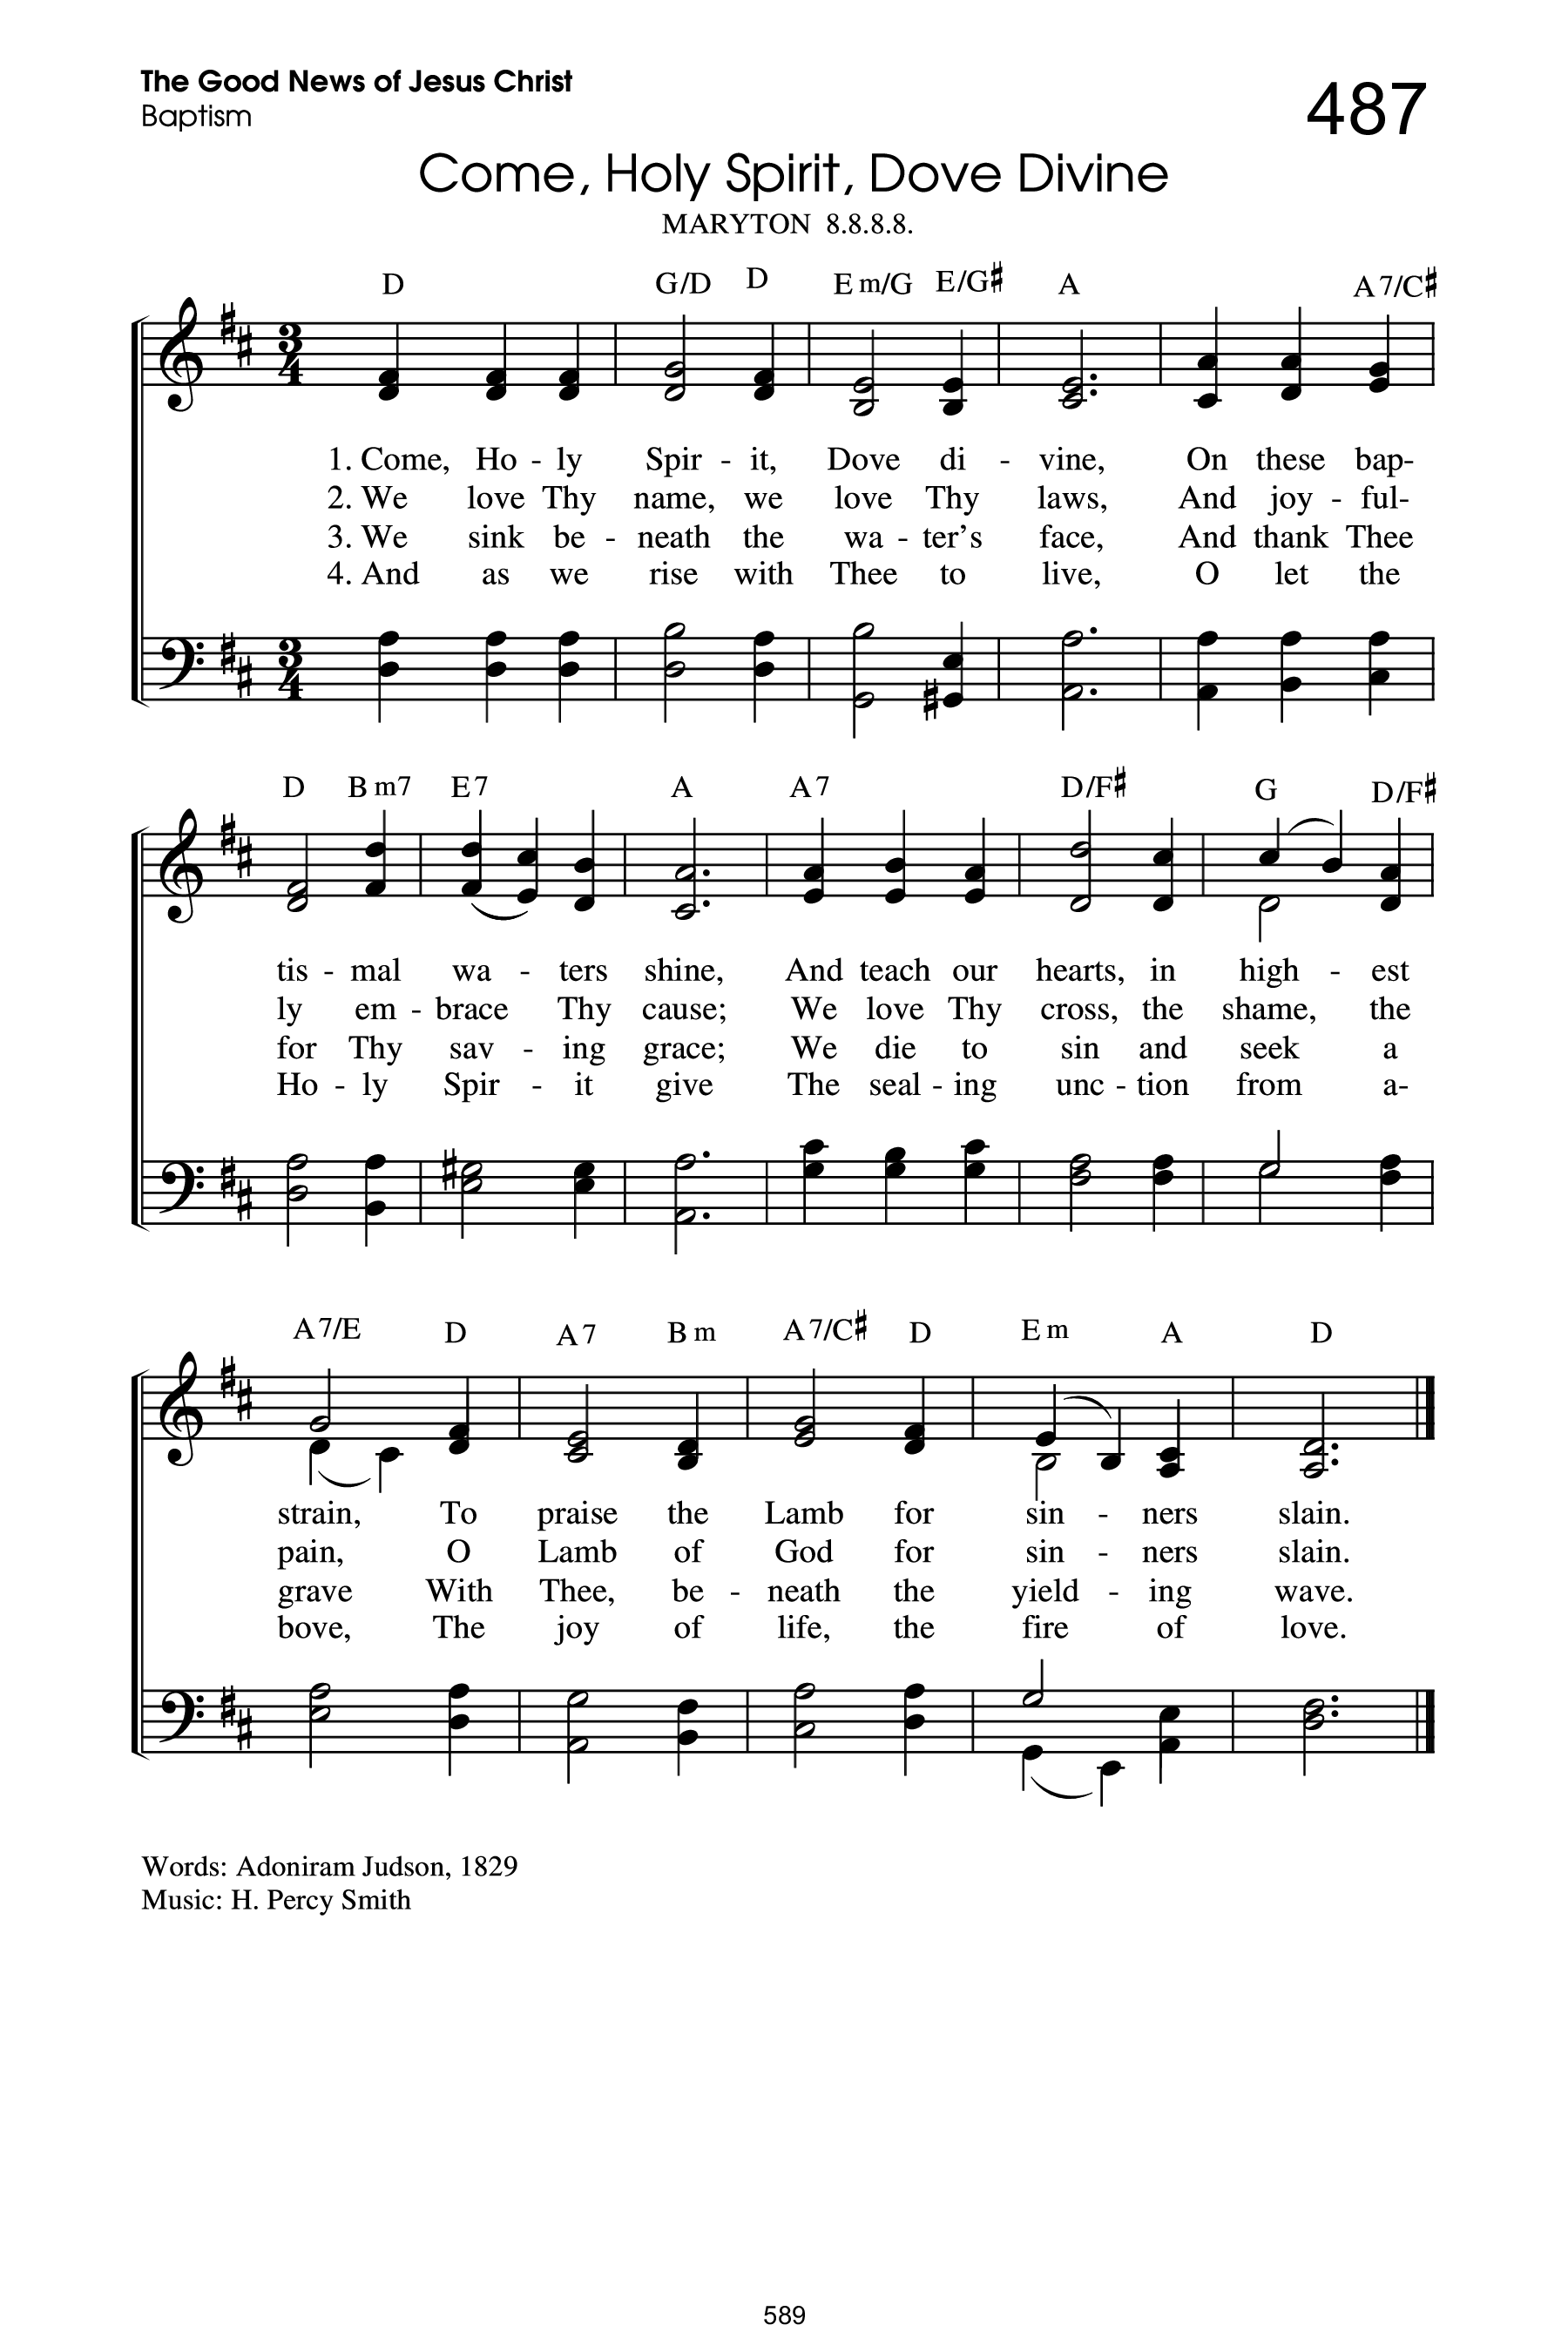 The Good News of Jesus Christ
487
Baptism
Come, Holy Spirit, Dove Divine
MARYTON 8.8.8.8.
D G/D D Em/G E/G♯ A A7/C♯
3 4
1. Come, Ho - ly Spir - it, Dove di - vine, On these bap-
2. We love Thy name, we love Thy laws, And joy - ful-
3. We sink be - neath the wa - ter's face, And thank Thee
4. And as we rise with Thee to live, O let the
3 4
D Bm7 E7 A A7 D/F♯ G D/F♯
tis - mal wa - ters shine, And teach our hearts, in high - est
ly em - brace Thy cause; We love Thy cross, the shame, the
for Thy sav - ing grace; We die to sin and seek a
Ho - ly Spir - it give The seal - ing unc - tion from a-
A7/E D A7 Bm A7/C♯ D Em A D
strain, To praise the Lamb for sin - ners slain.
pain, O Lamb of God for sin - ners slain.
grave With Thee, be - neath the yield - ing wave.
bove, The joy of life, the fire of love.
Words: Adoniram Judson, 1829
Music: H. Percy Smith
589